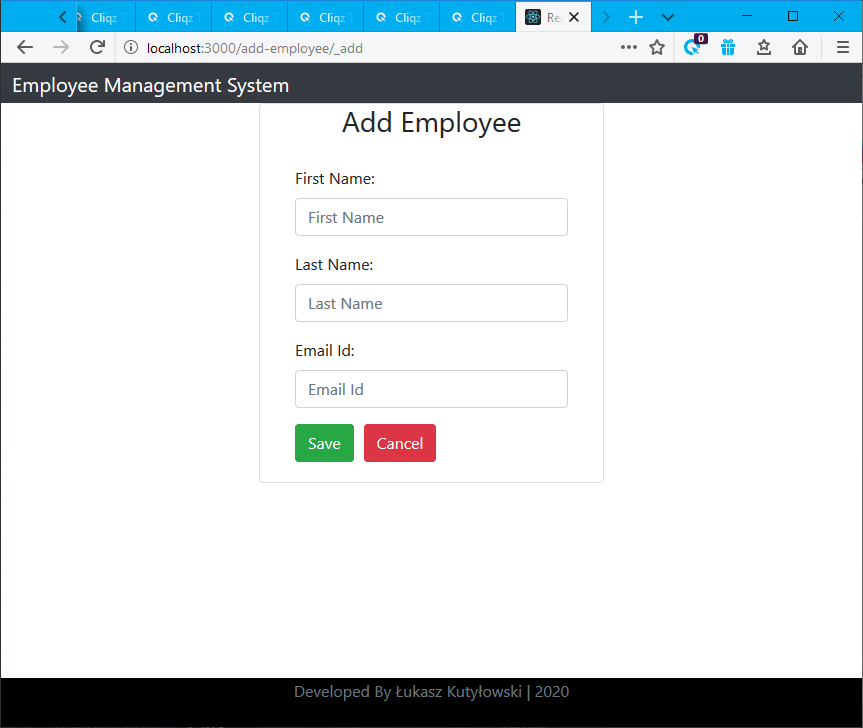 Cliqz Cliqz Cliqz Cliqz Cliqz Cliqz Re
localhost:3000/add-employee/_add
0
Employee Management System
Add Employee
First Name:
First Name
Last Name:
Last Name
Email Id:
Email Id
Save Cancel
Developed By Łukasz Kutyłowski | 2020